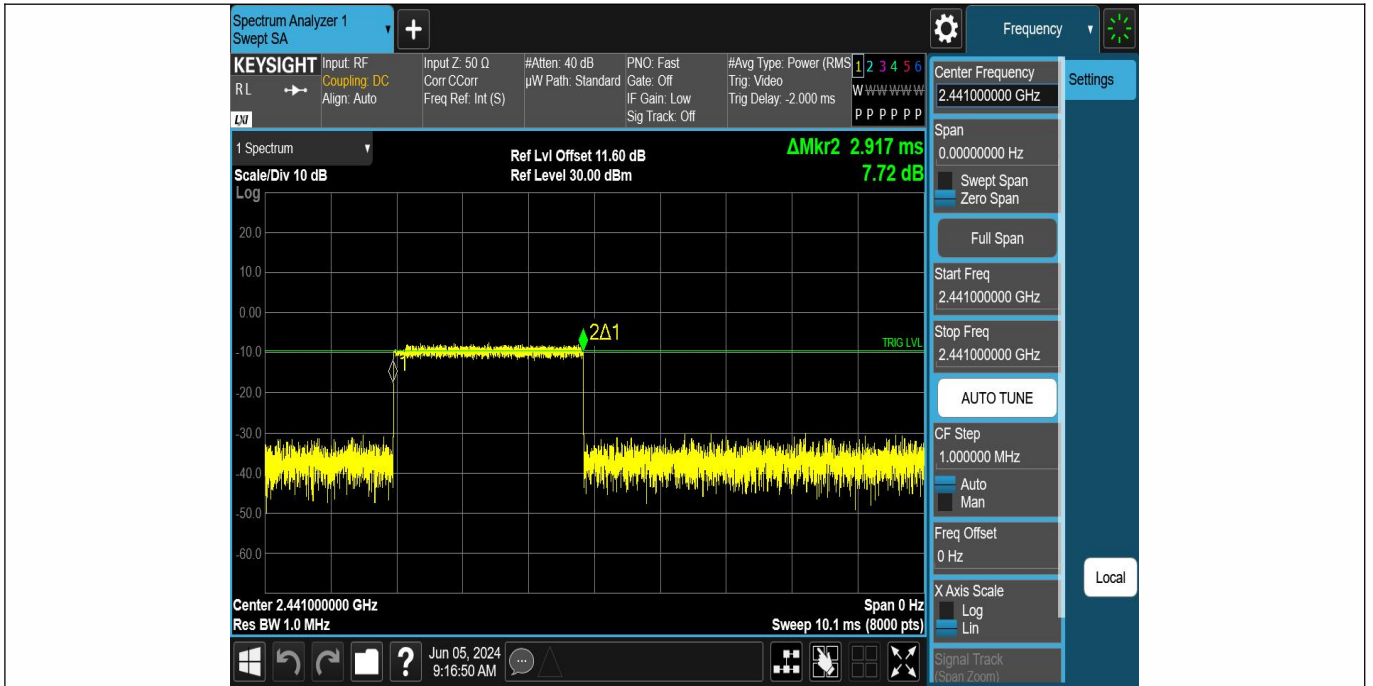 Spectrum Analyzer 1
Swept SA
+
Frequency
KEYSIGHT
RL
LXI
Input: RF
Coupling: DC
Align: Auto
Input Z: 50 Ω
Corr CCorr
Freq Ref: Int (S)
#Atten: 40 dB
µW Path: Standard
PNO: Fast
Gate: Off
IF Gain: Low
Sig Track: Off
#Avg Type: Power (RMS
Trig: Video
Trig Delay: -2.000 ms
1 2 3 4 5 6
W W W W W W
P P P P P P
1 Spectrum
Scale/Div 10 dB
Log
Ref Lvl Offset 11.60 dB
Ref Level 30.00 dBm
ΔMkr2 2.917 ms
7.72 dB
20.0
10.0
0.00
-10.0
-20.0
-30.0
-40.0
-50.0
-60.0
2Δ1
1
TRIG LVL
Center 2.441000000 GHz
Res BW 1.0 MHz
Span 0 Hz
Sweep 10.1 ms (8000 pts)
?
Jun 05, 2024
9:16:50 AM
Center Frequency
2.441000000 GHz
Settings
Span
0.00000000 Hz
Swept Span
Zero Span
Full Span
Start Freq
2.441000000 GHz
Stop Freq
2.441000000 GHz
AUTO TUNE
CF Step
1.000000 MHz
Auto
Man
Freq Offset
0 Hz
Local
X Axis Scale
Log
Lin
Signal Track
(Span Zoom)